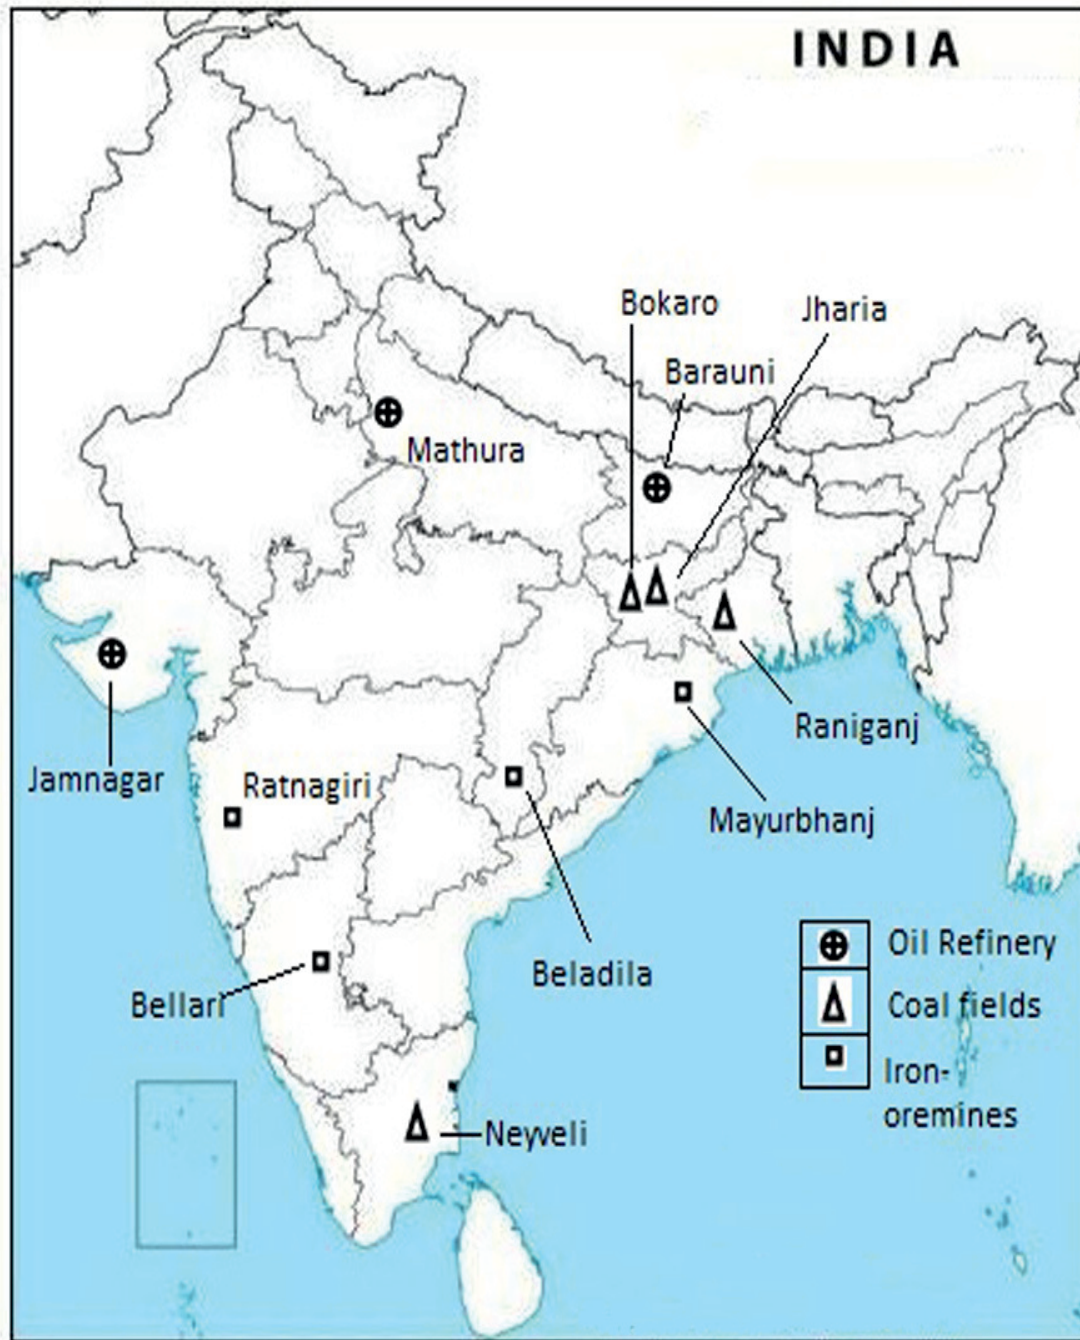 INDIA
Bokaro
Jharia
Barauni
Mathura
Jamnagar
Ratnagiri
Raniganj
Mayurbhanj
Beladila
Bellari
Neyveli
Oil Refinery
Coal fields
Iron-
oremines